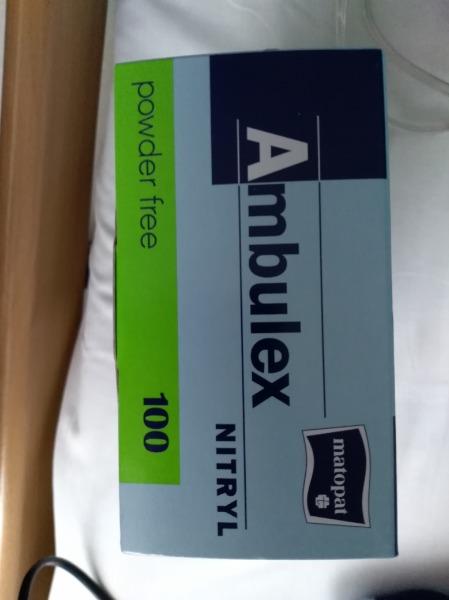 matopat
Ambulex
NITRYL
powder free 100